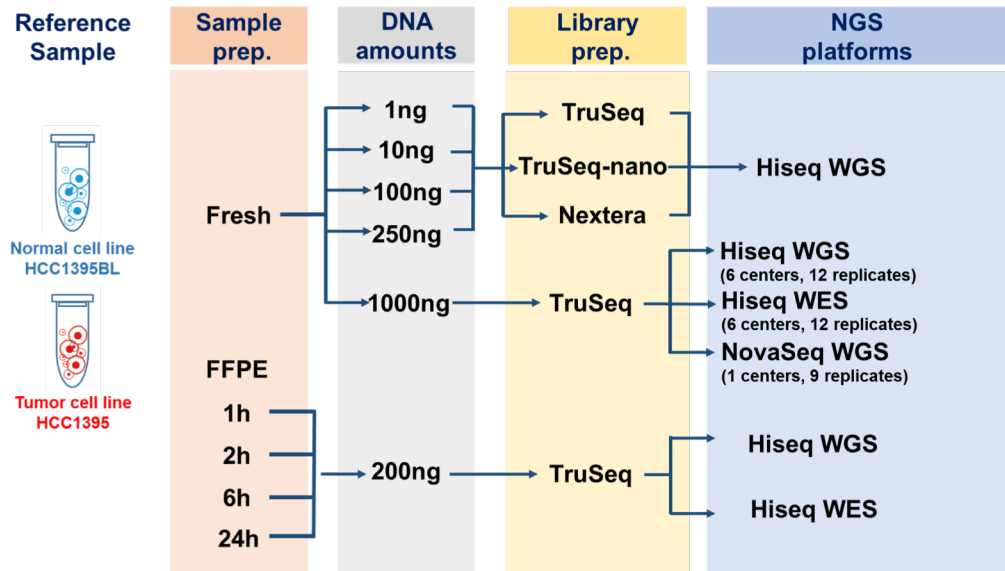 Reference
Sample
Sample
prep.
DNA
amounts
Library
prep.
NGS
platforms
Normal cell line
HCC1395BL
Tumor cell line
HCC1395
Fresh
1ng
10ng
100ng
250ng
1000ng
TruSeq
TruSeq-nano
Nextera
Hiseq WGS
TruSeq
Hiseq WGS
(6 centers, 12 replicates)
Hiseq WES
(6 centers, 12 replicates)
NovaSeq WGS
(1 centers, 9 replicates)
FFPE
1h
2h
6h
24h
200ng
TruSeq
Hiseq WGS
Hiseq WES